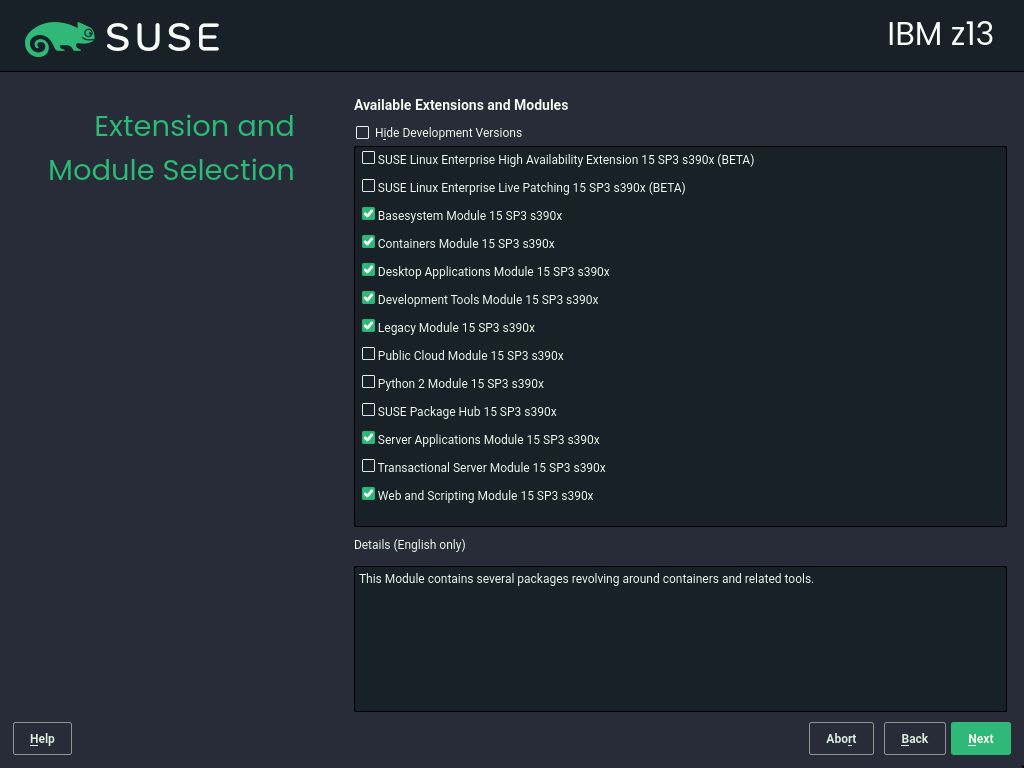 SUSE
IBM z13
Extension and
Module Selection
Available Extensions and Modules
Hide Development Versions
SUSE Linux Enterprise High Availability Extension 15 SP3 s390x (BETA)
SUSE Linux Enterprise Live Patching 15 SP3 s390x (BETA)
Basesystem Module 15 SP3 s390x
Containers Module 15 SP3 s390x
Desktop Applications Module 15 SP3 s390x
Development Tools Module 15 SP3 s390x
Legacy Module 15 SP3 s390x
Public Cloud Module 15 SP3 s390x
Python 2 Module 15 SP3 s390x
SUSE Package Hub 15 SP3 s390x
Server Applications Module 15 SP3 s390x
Transactional Server Module 15 SP3 s390x
Web and Scripting Module 15 SP3 s390x
Details (English only)
This Module contains several packages revolving around containers and related tools.
Help
Abort
Back
Next